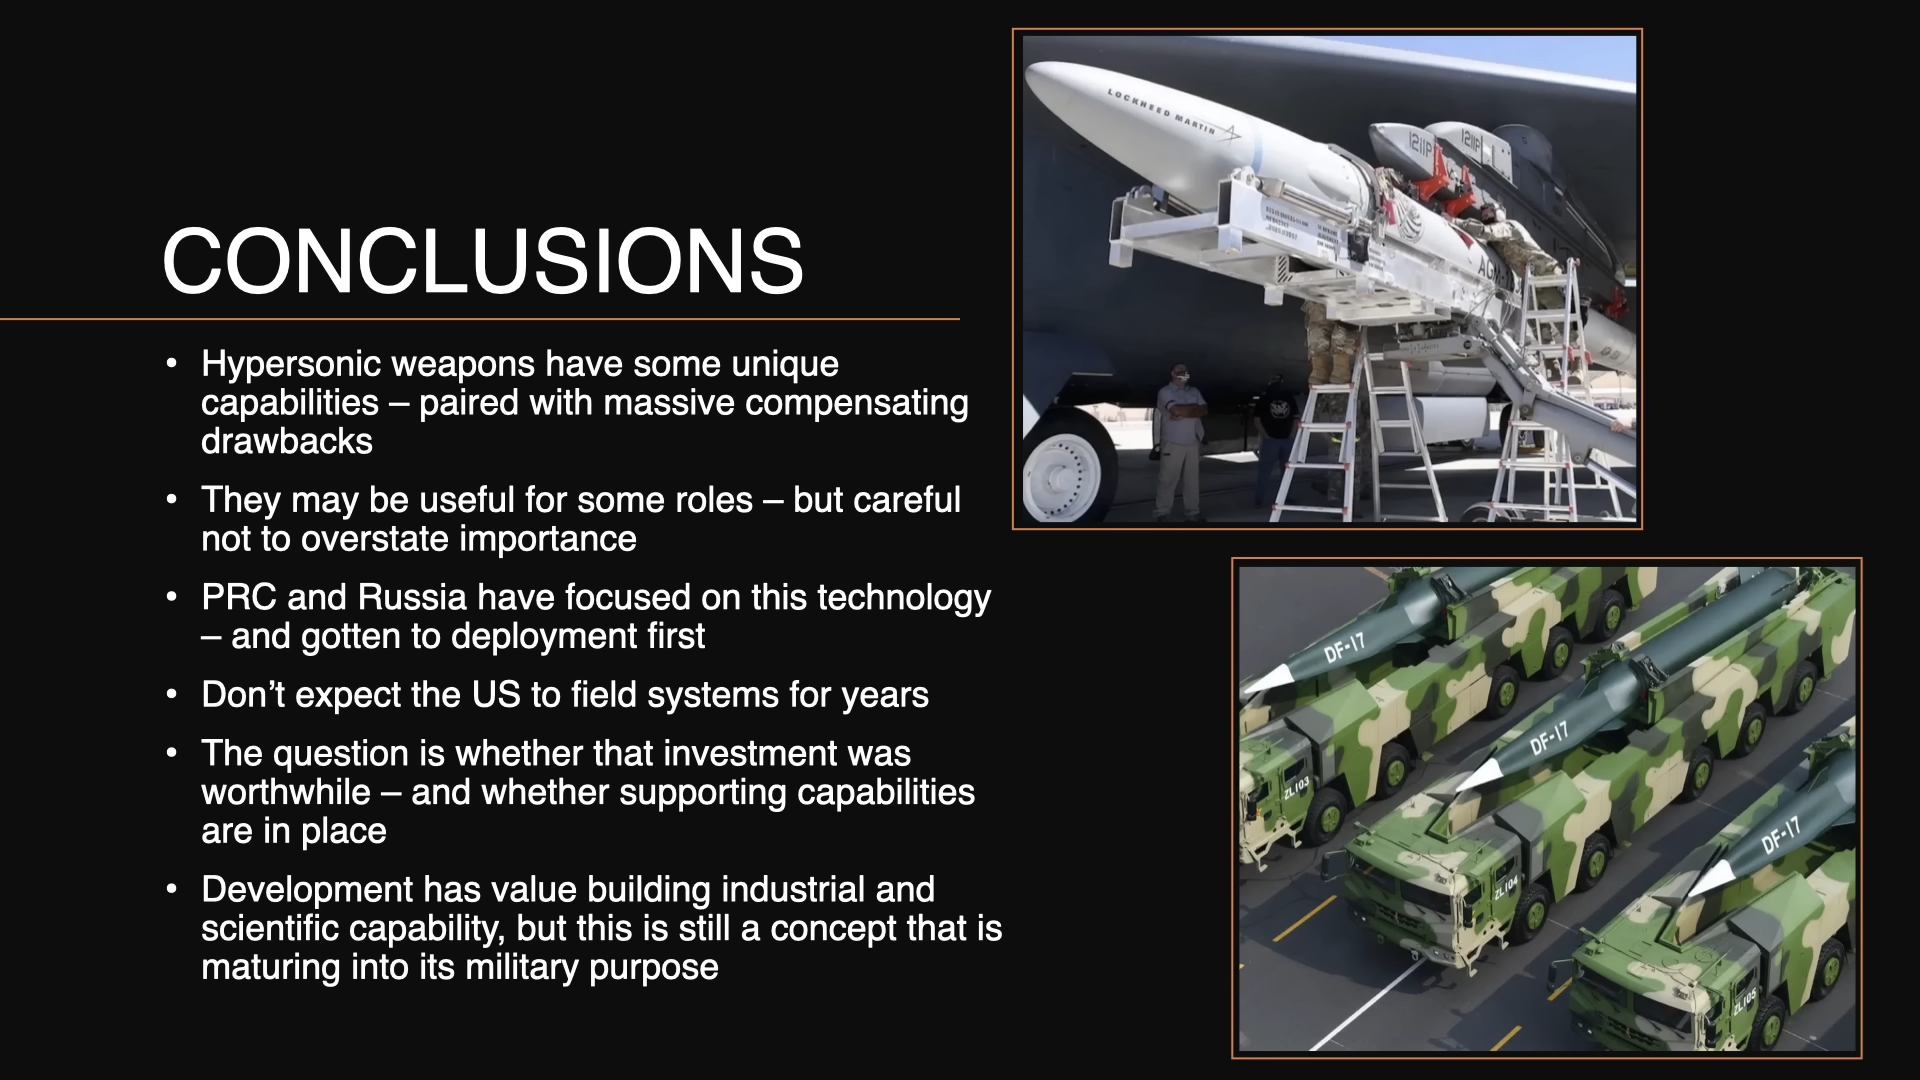 CONCLUSIONS
• Hypersonic weapons have some unique
capabilities – paired with massive compensating
drawbacks
• They may be useful for some roles – but careful
not to overstate importance
• PRC and Russia have focused on this technology
– and gotten to deployment first
• Don’t expect the US to field systems for years
• The question is whether that investment was
worthwhile – and whether supporting capabilities
are in place
• Development has value building industrial and
scientific capability, but this is still a concept that is
maturing into its military purpose
LOCKNEED MARTIN
1211P
1211P
DF-17
DF-17
DF-17
ZL103
ZL104
ZL105